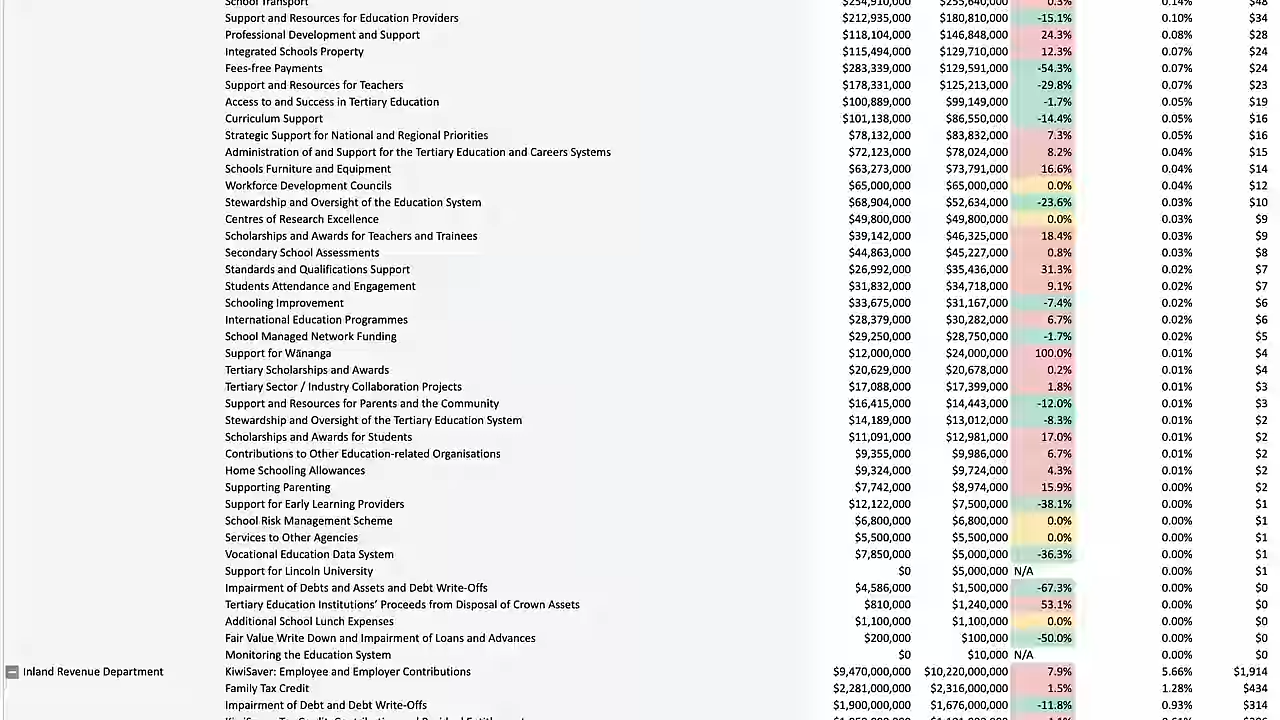 School Transport $254,910,000 $255,640,000 0.3% 0.14% $48
Support and Resources for Education Providers $212,935,000 $180,810,000 -15.1% 0.10% $34
Professional Development and Support $118,104,000 $146,848,000 24.3% 0.08% $28
Integrated Schools Property $115,494,000 $129,710,000 12.3% 0.07% $24
Fees-free Payments $283,339,000 $129,591,000 -54.3% 0.07% $24
Support and Resources for Teachers $178,331,000 $125,213,000 -29.8% 0.07% $23
Access to and Success in Tertiary Education $100,889,000 $99,149,000 -1.7% 0.05% $19
Curriculum Support $101,138,000 $86,550,000 -14.4% 0.05% $16
Strategic Support for National and Regional Priorities $78,132,000 $83,832,000 7.3% 0.05% $16
Administration of and Support for the Tertiary Education and Careers Systems $72,123,000 $78,024,000 8.2% 0.04% $15
Schools Furniture and Equipment $63,273,000 $73,791,000 16.6% 0.04% $14
Workforce Development Councils $65,000,000 $65,000,000 0.0% 0.04% $12
Stewardship and Oversight of the Education System $68,904,000 $52,634,000 -23.6% 0.03% $10
Centres of Research Excellence $49,800,000 $49,800,000 0.0% 0.03% $9
Scholarships and Awards for Teachers and Trainees $39,142,000 $46,325,000 18.4% 0.03% $9
Secondary School Assessments $44,863,000 $45,227,000 0.8% 0.03% $8
Standards and Qualifications Support $26,992,000 $35,436,000 31.3% 0.02% $7
Students Attendance and Engagement $31,832,000 $34,718,000 9.1% 0.02% $7
Schooling Improvement $33,675,000 $31,167,000 -7.4% 0.02% $6
International Education Programmes $28,379,000 $30,282,000 6.7% 0.02% $6
School Managed Network Funding $29,250,000 $28,750,000 -1.7% 0.02% $5
Support for Wānanga $12,000,000 $24,000,000 100.0% 0.01% $4
Tertiary Scholarships and Awards $20,629,000 $20,678,000 0.2% 0.01% $4
Tertiary Sector / Industry Collaboration Projects $17,088,000 $17,399,000 1.8% 0.01% $3
Support and Resources for Parents and the Community $16,415,000 $14,443,000 -12.0% 0.01% $3
Stewardship and Oversight of the Tertiary Education System $14,189,000 $13,012,000 -8.3% 0.01% $2
Scholarships and Awards for Students $11,091,000 $12,981,000 17.0% 0.01% $2
Contributions to Other Education-related Organisations $9,355,000 $9,986,000 6.7% 0.01% $2
Home Schooling Allowances $9,324,000 $9,724,000 4.3% 0.01% $2
Supporting Parenting $7,742,000 $8,974,000 15.9% 0.00% $2
Support for Early Learning Providers $12,122,000 $7,500,000 -38.1% 0.00% $1
School Risk Management Scheme $6,800,000 $6,800,000 0.0% 0.00% $1
Services to Other Agencies $5,500,000 $5,500,000 0.0% 0.00% $1
Vocational Education Data System $7,850,000 $5,000,000 -36.3% 0.00% $1
Support for Lincoln University $0 $5,000,000 N/A 0.00% $1
Impairment of Debts and Assets and Debt Write-Offs $4,586,000 $1,500,000 -67.3% 0.00% $0
Tertiary Education Institutions' Proceeds from Disposal of Crown Assets $810,000 $1,240,000 53.1% 0.00% $0
Additional School Lunch Expenses $1,100,000 $1,100,000 0.0% 0.00% $0
Fair Value Write Down and Impairment of Loans and Advances $200,000 $100,000 -50.0% 0.00% $0
Monitoring the Education System $0 $10,000 N/A 0.00% $0
Inland Revenue Department KiwiSaver: Employee and Employer Contributions $9,470,000,000 $10,220,000,000 7.9% 5.66% $1,914
Family Tax Credit $2,281,000,000 $2,316,000,000 1.5% 1.28% $434
Impairment of Debt and Debt Write-Offs $1,900,000,000 $1,676,000,000 -11.8% 0.93% $314